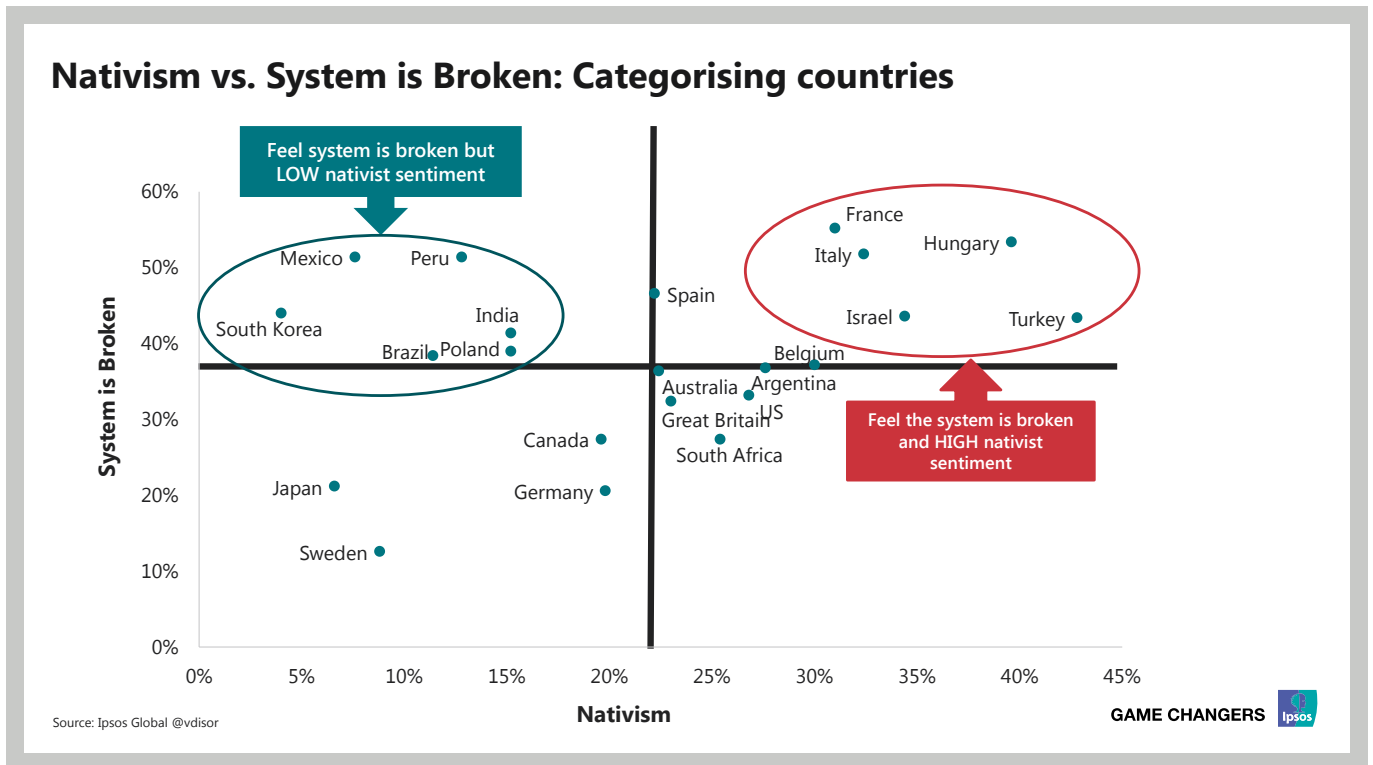 Nativism vs. System is Broken: Categorising countries
Feel system is broken but
LOW nativist sentiment
System is Broken
60%
50%
40%
30%
20%
10%
0%
France
Hungary
Italy
Mexico
Peru
Spain
India
Israel
Turkey
South Korea
Brazil
Poland
Belgium
Argentina
Australia
US
Great Britain
Canada
South Africa
Japan
Germany
Sweden
Feel the system is broken
and HIGH nativist
sentiment
0%
5%
10%
15%
20%
25%
30%
35%
40%
45%
Nativism
Source: Ipsos Global @vdisor
GAME CHANGERS
Ipsos